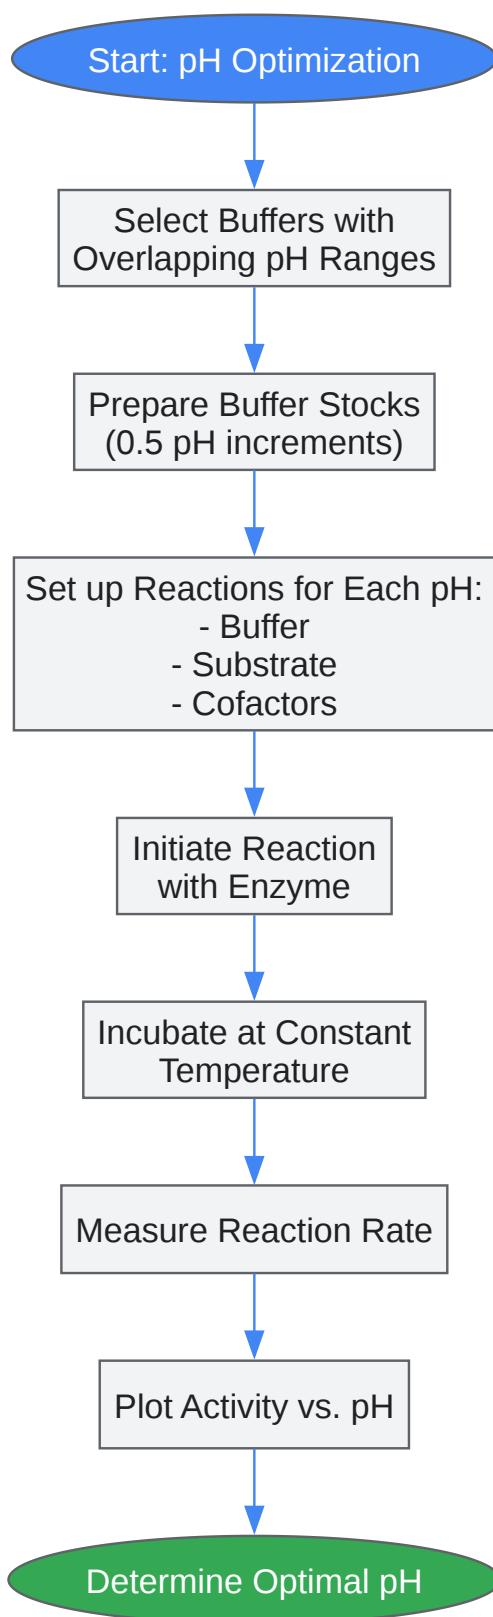 Start: pH Optimization
Select Buffers with
Overlapping pH Ranges
Prepare Buffer Stocks
(0.5 pH increments)
Set up Reactions for Each pH:
- Buffer
- Substrate
- Cofactors
Initiate Reaction
with Enzyme
Incubate at Constant
Temperature
Measure Reaction Rate
Plot Activity vs. pH
Determine Optimal pH